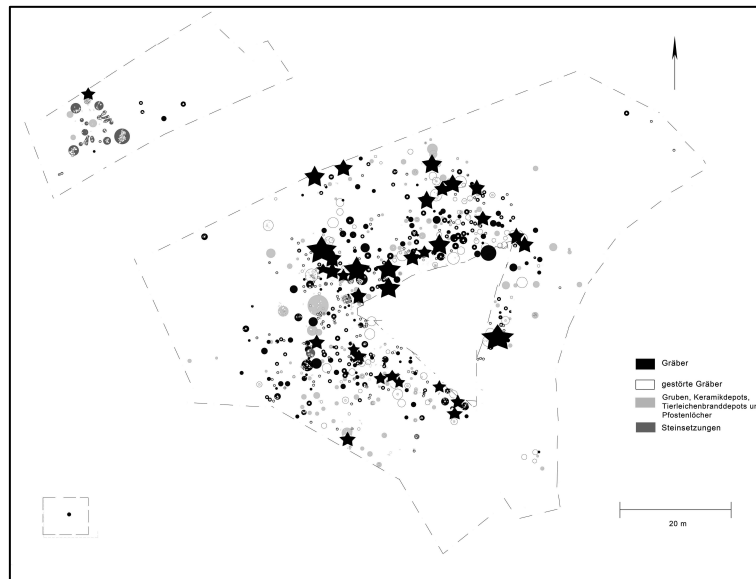 Gräber
gestörte Gräber
Gruben, Keramikdepots,
Tierleichenbranddepots un
Pfostenlöcher
Steinsetzungen
20 m